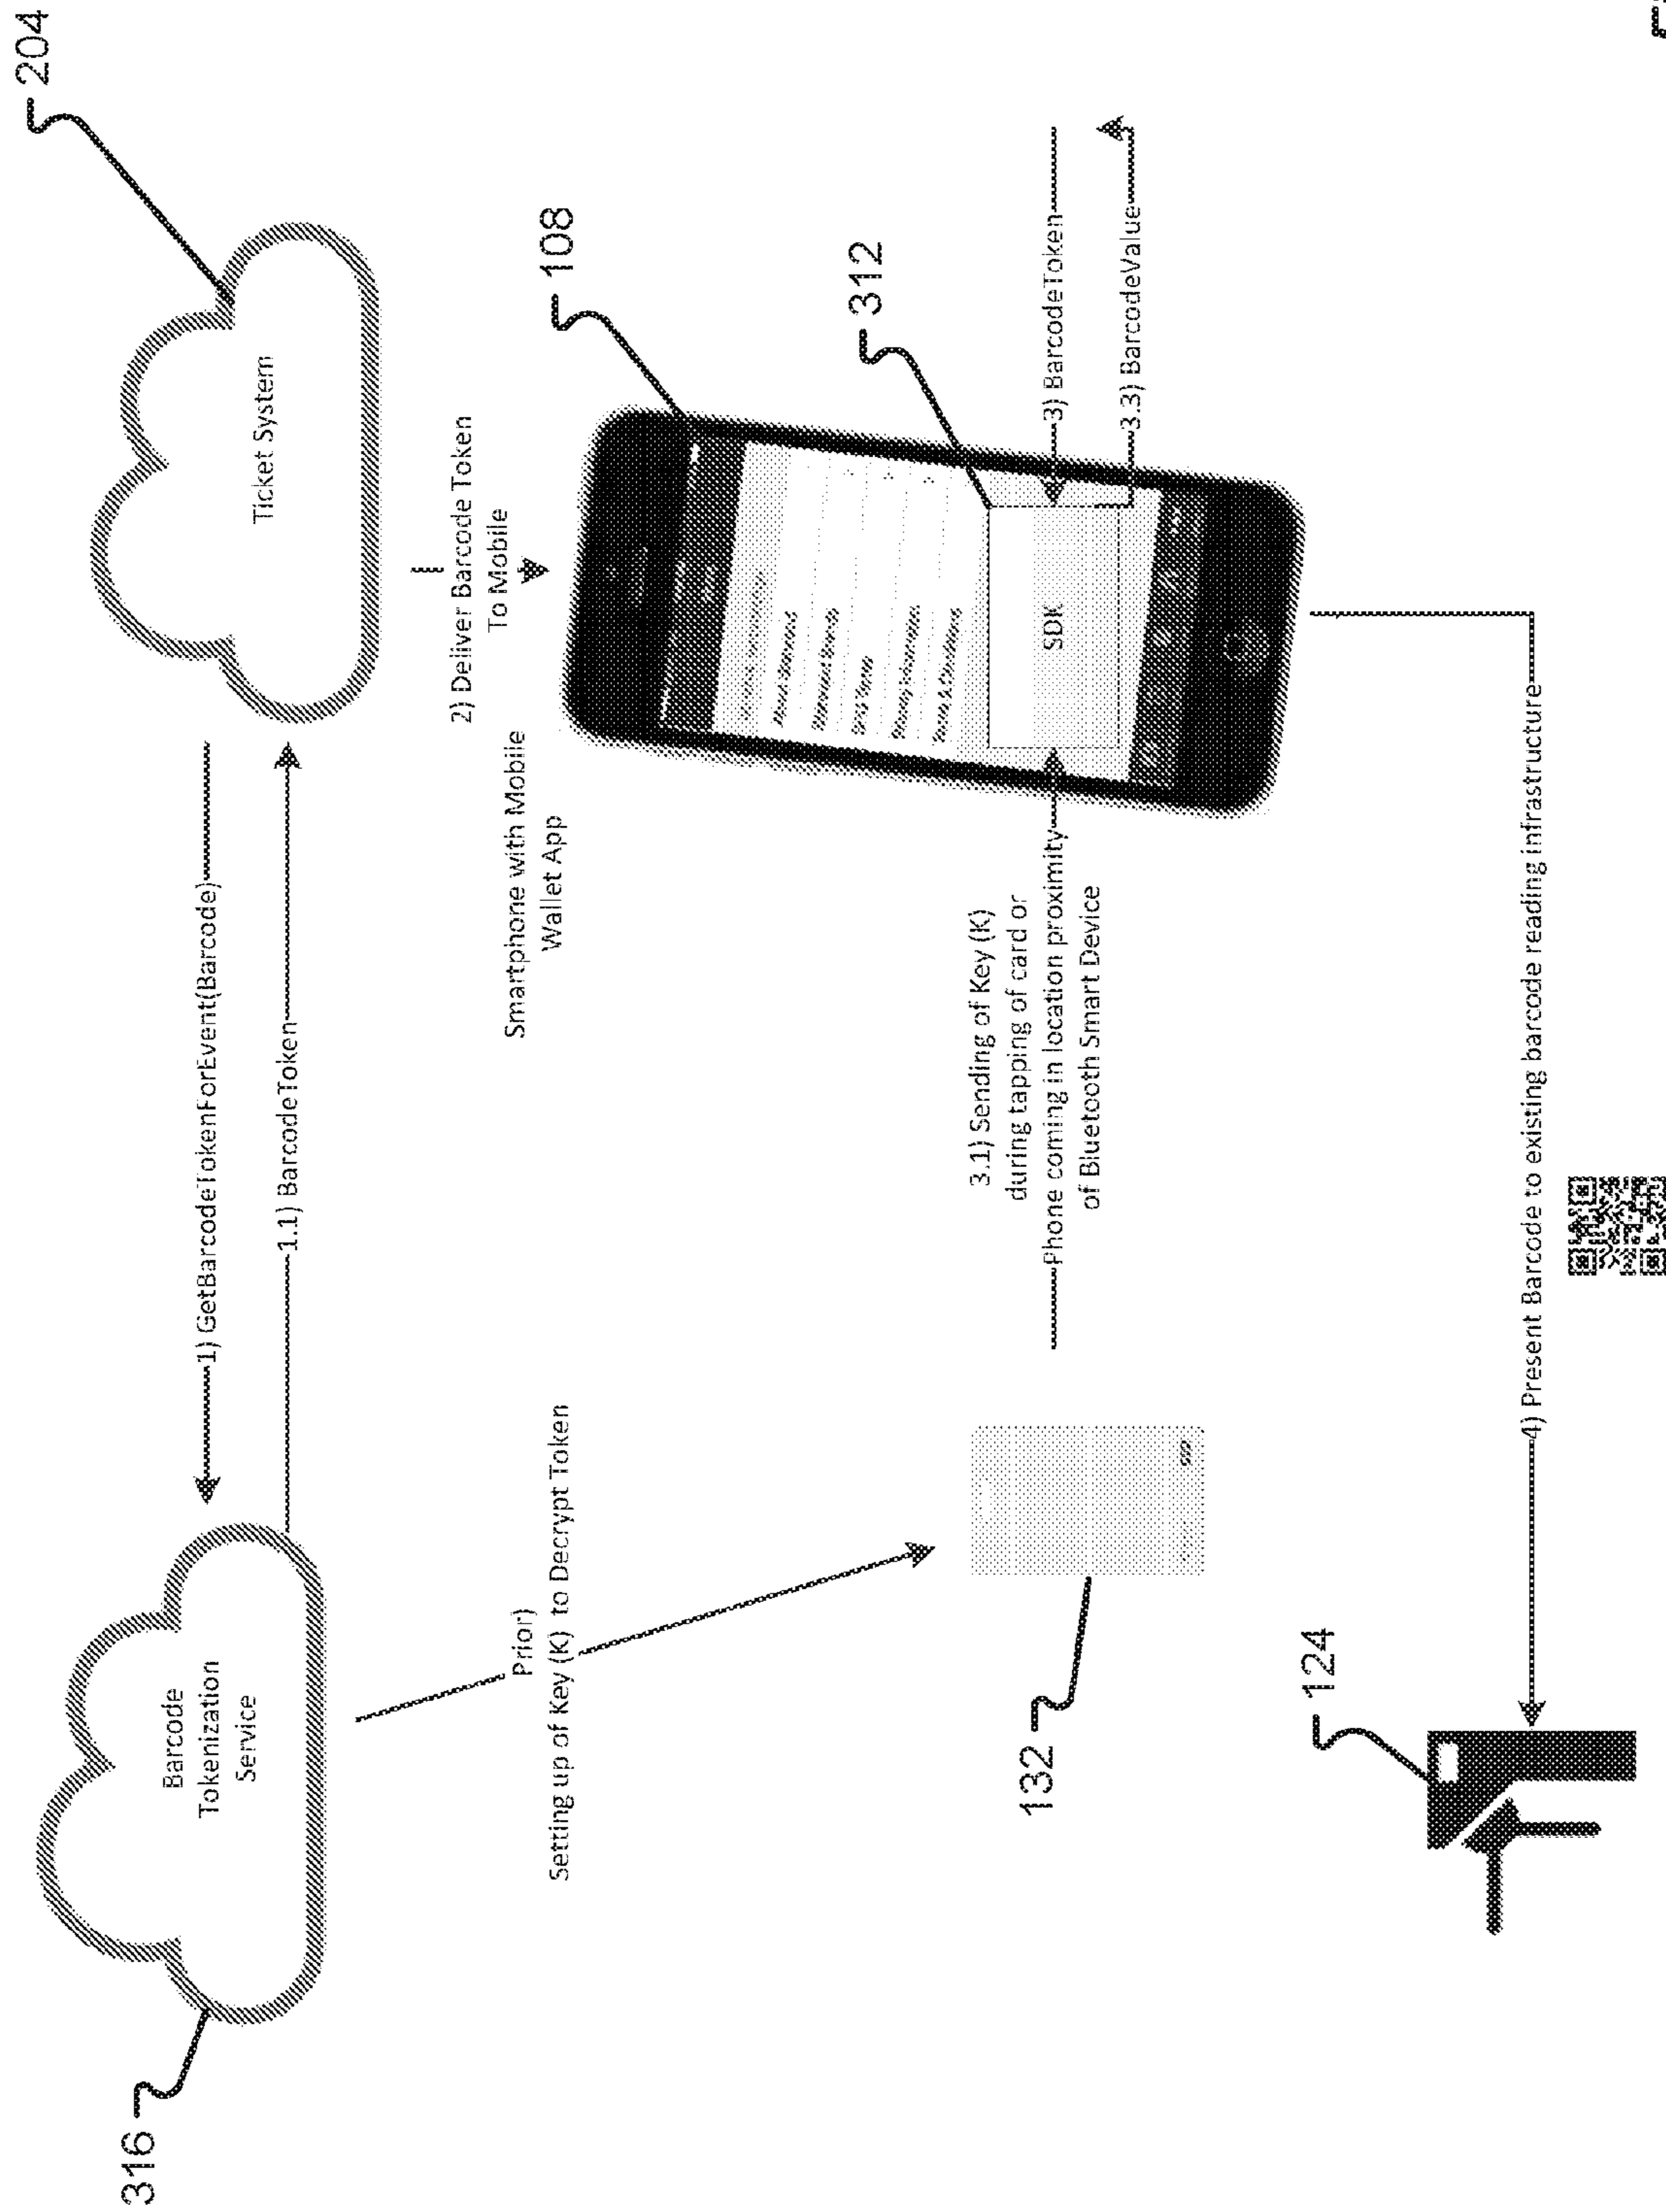 316
Barcode
Tokenization
Service
1) GetBarcodeTokenForEvent(Barcode)
1.1) BarcodeToken
Ticket System
204
Prior)
Setting up of Key (K) to Decrypt Token
2) Deliver Barcode Token
To Mobile
Smartphone with Mobile
Wallet App
108
132
3.1) Sending of Key (K)
during tapping of card or
Phone coming in location proximity
of Bluetooth Smart Device
SDK
312
3) BarcodeToken
3.3) BarcodeValue
124
4) Present Barcode to existing barcode reading infrastructure